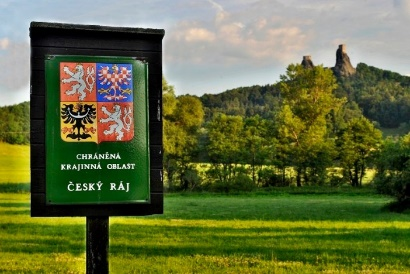 CHRÁNĚNÁ
KRAJINNÁ OBLAST
ČESKÝ RÁJ